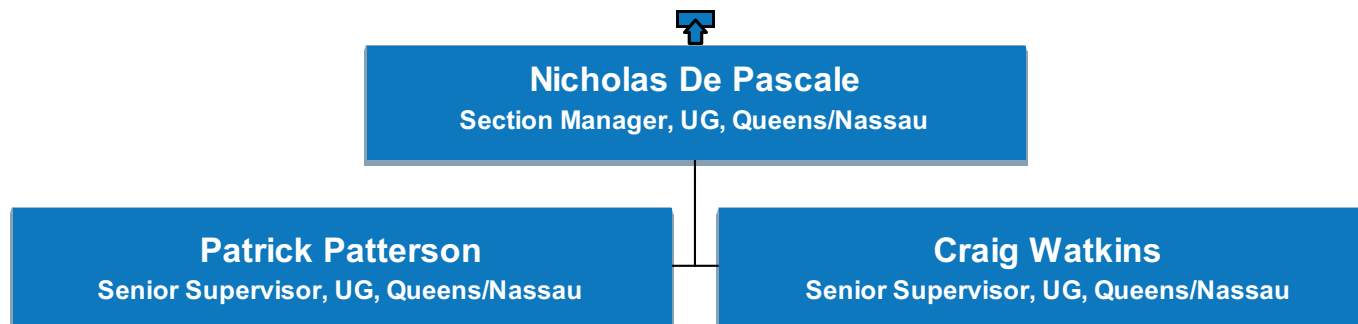 Nicholas De Pascale
Section Manager, UG, Queens/Nassau
Patrick Patterson
Senior Supervisor, UG, Queens/Nassau
Craig Watkins
Senior Supervisor, UG, Queens/Nassau